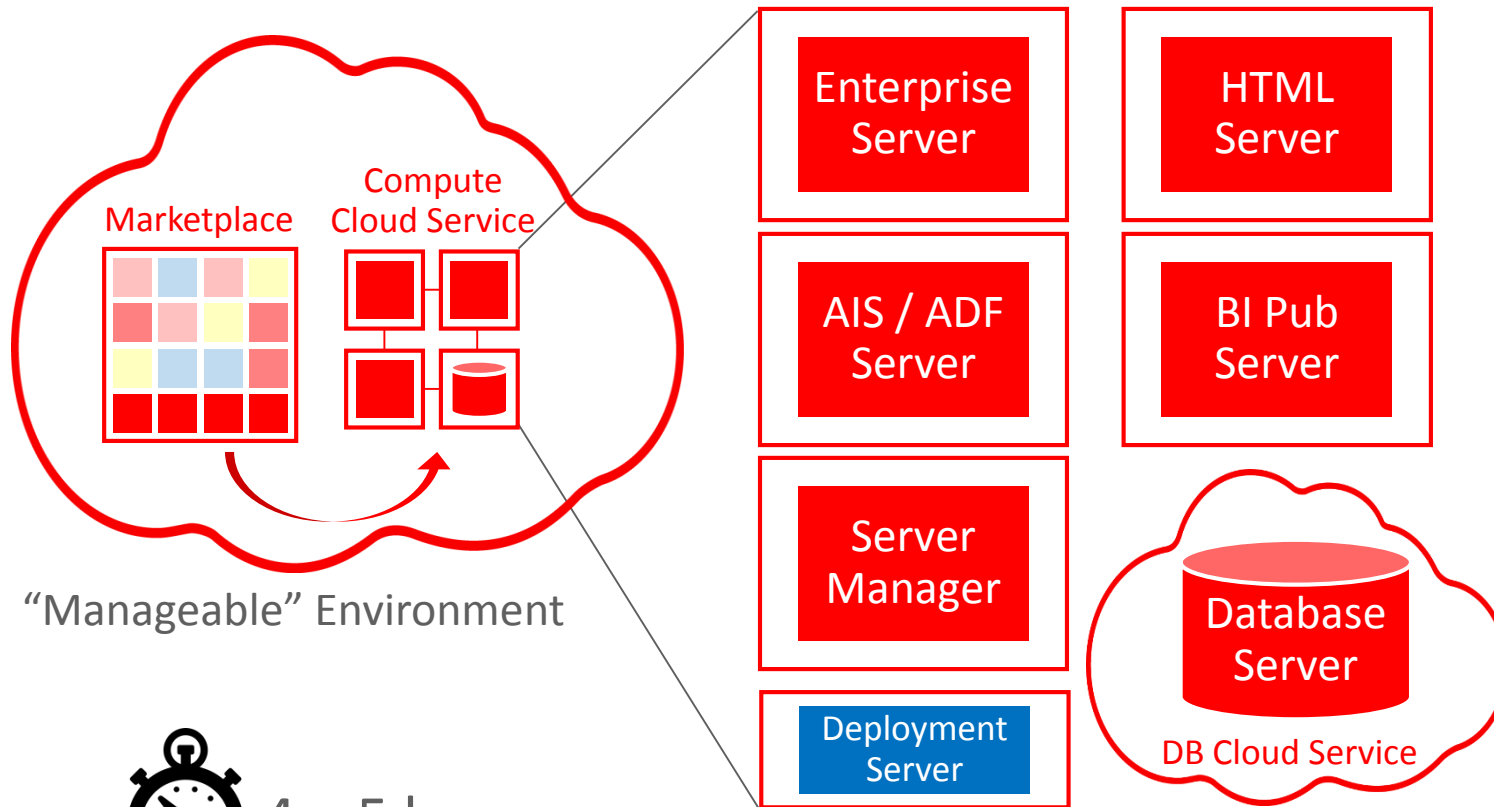 Marketplace
Compute
Cloud Service
“Manageable” Environment
Enterprise
Server
HTML
Server
AIS / ADF
Server
BI Pub
Server
Server
Manager
Database
Server
DB Cloud Service
Deployment
Server